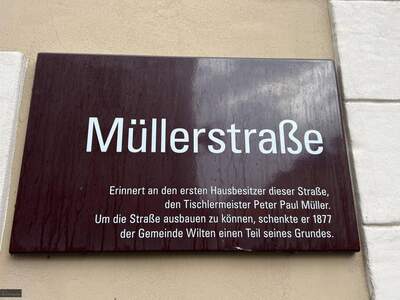 Müllerstraße
Erinnert an den ersten Hausbesitzer dieser Straße,
den Tischlermeister Peter Paul Müller.
Um die Straße ausbauen zu können, schenkte er 1877
der Gemeinde Wilten einen Teil seines Grundes.